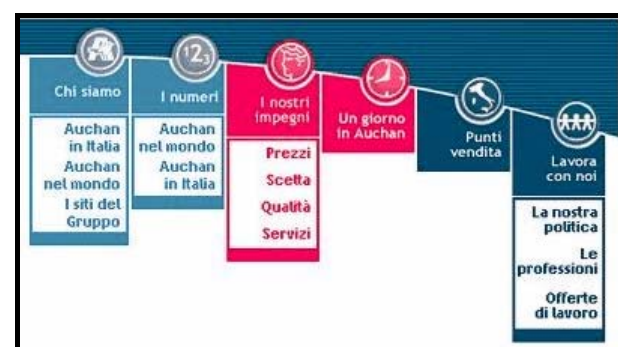 Chi siamo
Auchan
in Italia
Auchan
nel mondo
I siti del
Gruppo
123
I numeri
Auchan
nel mondo
Auchan
in Italia
I nostri
impegni
Prezzi
Scelta
Qualità
Servizi
Un giorno
in Auchan
Punti
vendita
Lavora
con noi
La nostra
politica
Le
professioni
Offerte
di lavoro